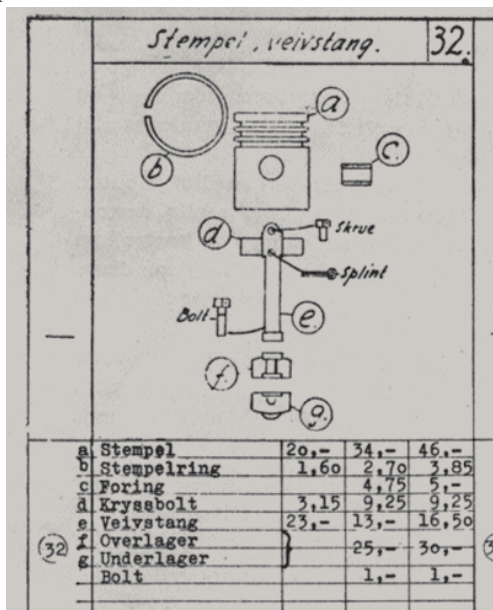 Stempel, veivstang. 32.
a
b
c.
d
Skrue
Splint
Bolt
e.
f.
g.
a Stempel 20,- 34,- 46,-
b Stempelring 1,60 2,70 3,85
c Foring 4,75 5,-
d Kryssbolt 3,15 9,25 9,25
e Veivstang 23,- 13,- 16,50
32 f Overlager 25,- 30,-
g Underlager
Bolt 1,- 1,-